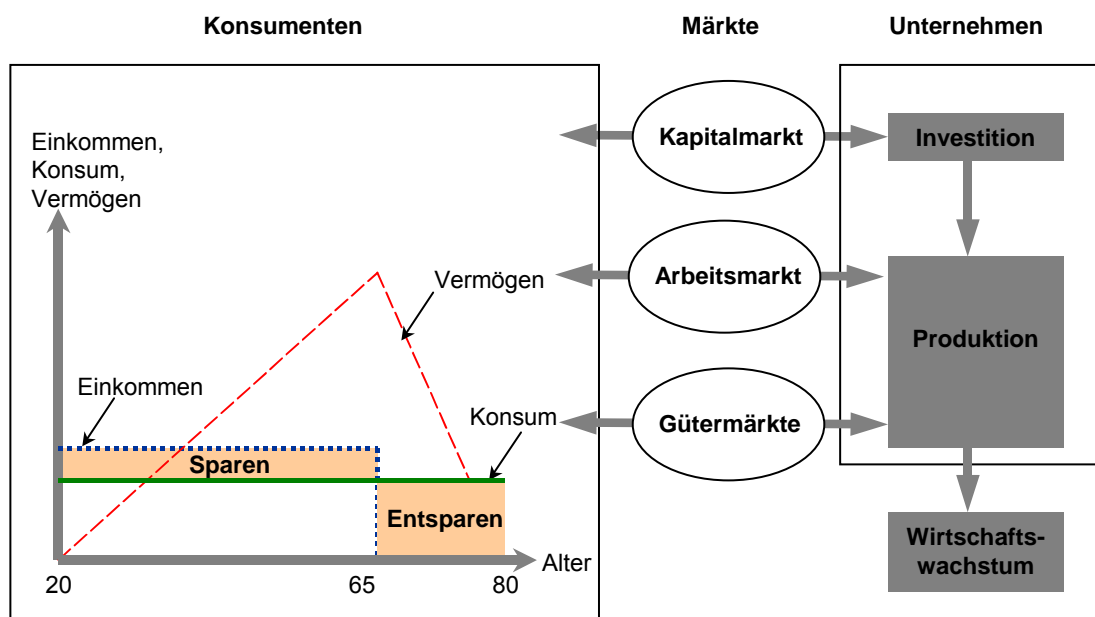 Konsumenten
Märkte
Unternehmen
Einkommen,
Konsum,
Vermögen
Kapitalmarkt
Investition
Vermögen
Arbeitsmarkt
Produktion
Einkommen
Konsum
Gütermärkte
Sparen
Entsparen
Alter
20
65
80
Wirtschafts-
wachstum